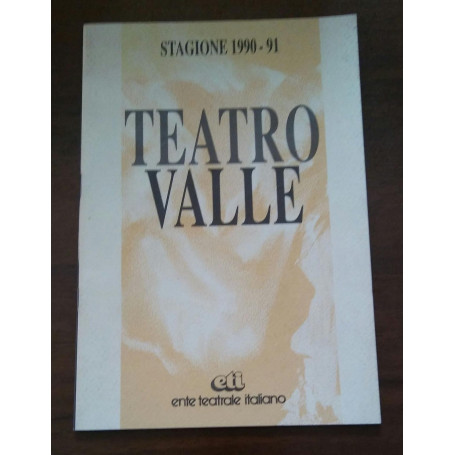 STAGIONE 1990-91
TEATRO
VALLE
eti
ente teatrale italiano